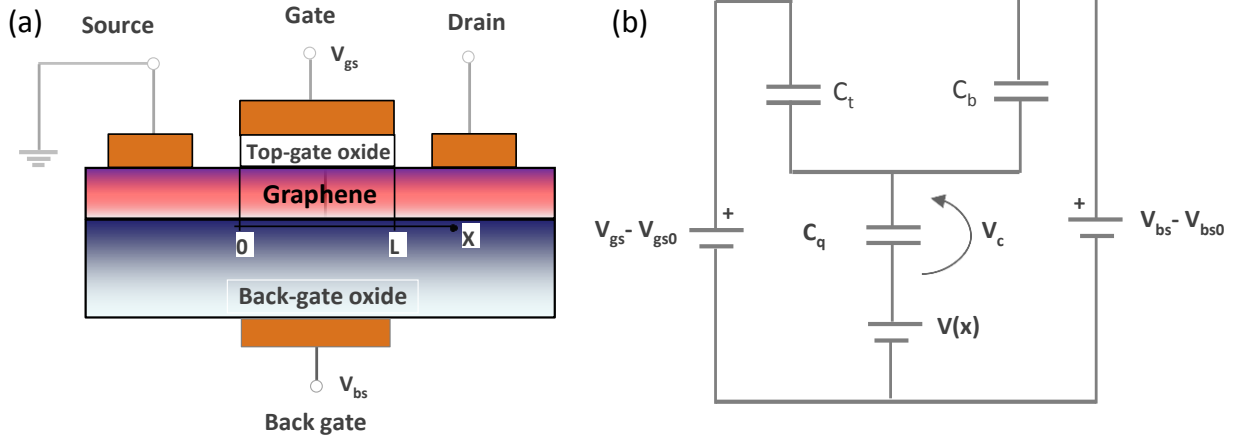 (a)
Source
Gate
Drain
V_gs
Top-gate oxide
Graphene
0
L
X
Back-gate oxide
V_bs
Back gate
(b)
C_t
C_b
V_gs- V_gs0
+
C_q
V_c
+
V_bs- V_bs0
V(x)